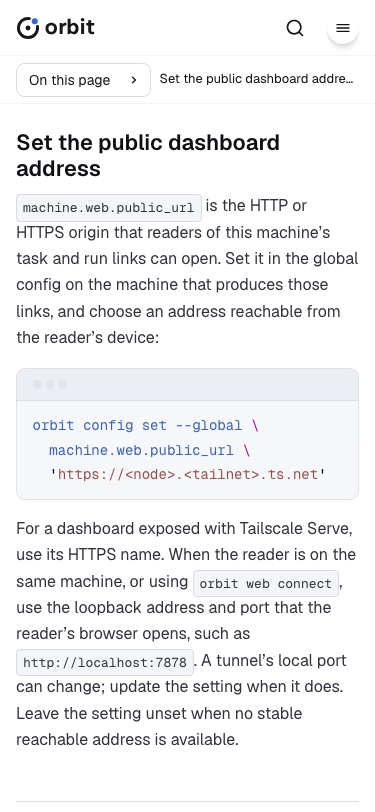 orbit
On this page
Set the public dashboard addre...
Set the public dashboard
address
machine.web.public_url is the HTTP or
HTTPS origin that readers of this machine’s
task and run links can open. Set it in the global
config on the machine that produces those
links, and choose an address reachable from
the reader’s device:
orbit config set --global \
machine.web.public_url \
'https://<node>.<tailnet>.ts.net'
For a dashboard exposed with Tailscale Serve,
use its HTTPS name. When the reader is on the
same machine, or using orbit web connect,
use the loopback address and port that the
reader’s browser opens, such as
http://localhost:7878. A tunnel’s local port
can change; update the setting when it does.
Leave the setting unset when no stable
reachable address is available.